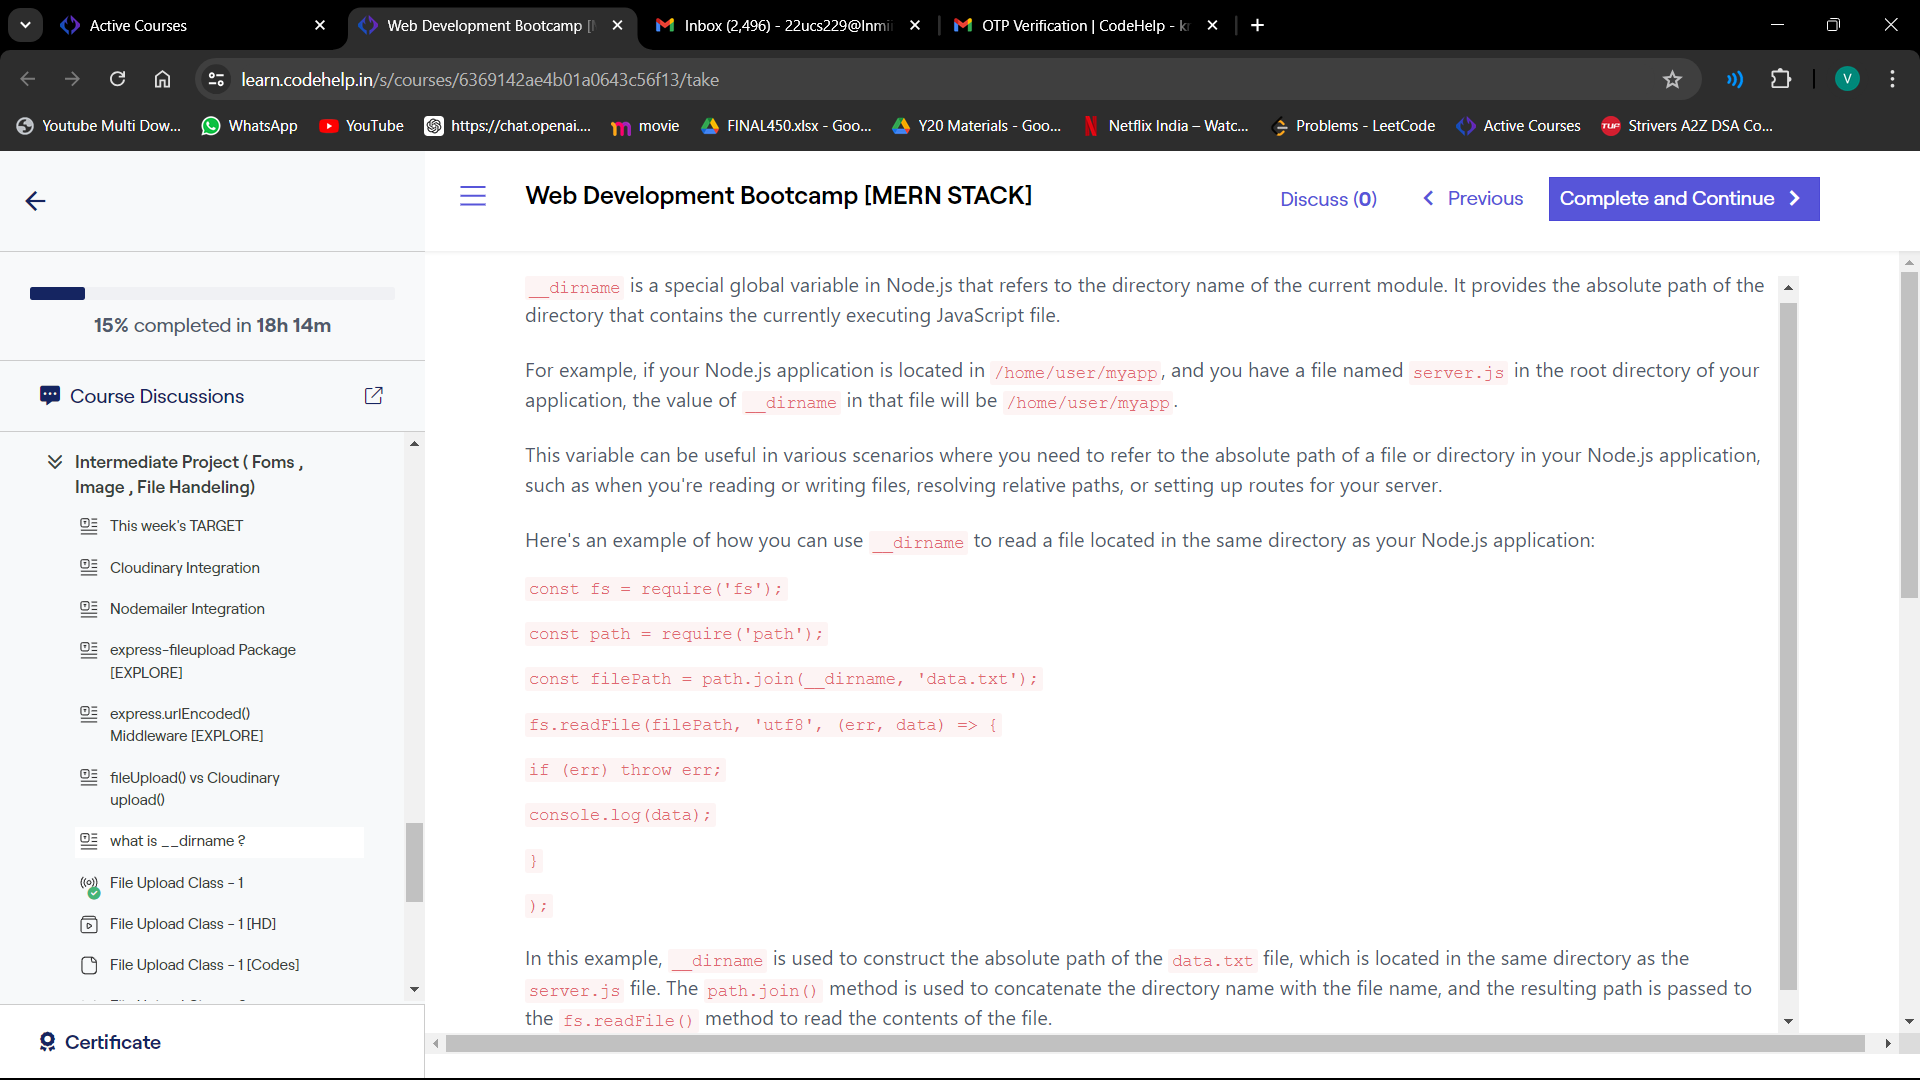 Active Courses
Web Development Bootcamp [
Inbox (2,496) - 22ucs229@lnmii
OTP Verification | CodeHelp - k
learn.codehelp.in/s/courses/6369142ae4b01a0643c56f13/take
V
Youtube Multi Dow...
WhatsApp
YouTube
https://chat.openai....
movie
FINAL450.xlsx - Goo...
Y20 Materials - Goo...
Netflix India – Watc...
Problems - LeetCode
Active Courses
TUF
Strivers A2Z DSA Co...
Web Development Bootcamp [MERN STACK]
Discuss (0)
Previous
Complete and Continue
15% completed in 18h 14m
Course Discussions
Intermediate Project ( Foms ,
Image , File Handeling)
This week's TARGET
Cloudinary Integration
Nodemailer Integration
express-fileupload Package
[EXPLORE]
express.urlEncoded()
Middleware [EXPLORE]
fileUpload() vs Cloudinary
upload()
what is __dirname ?
File Upload Class - 1
File Upload Class - 1 [HD]
File Upload Class - 1 [Codes]
Certificate
__dirname is a special global variable in Node.js that refers to the directory name of the current module. It provides the absolute path of the
directory that contains the currently executing JavaScript file.
For example, if your Node.js application is located in /home/user/myapp, and you have a file named server.js in the root directory of your
application, the value of __dirname in that file will be /home/user/myapp.
This variable can be useful in various scenarios where you need to refer to the absolute path of a file or directory in your Node.js application,
such as when you're reading or writing files, resolving relative paths, or setting up routes for your server.
Here's an example of how you can use __dirname to read a file located in the same directory as your Node.js application:
const fs = require('fs');
const path = require('path');
const filePath = path.join(__dirname, 'data.txt');
fs.readFile(filePath, 'utf8', (err, data) => {
if (err) throw err;
console.log(data);
}
);
In this example, __dirname is used to construct the absolute path of the data.txt file, which is located in the same directory as the
server.js file. The path.join() method is used to concatenate the directory name with the file name, and the resulting path is passed to
the fs.readFile() method to read the contents of the file.